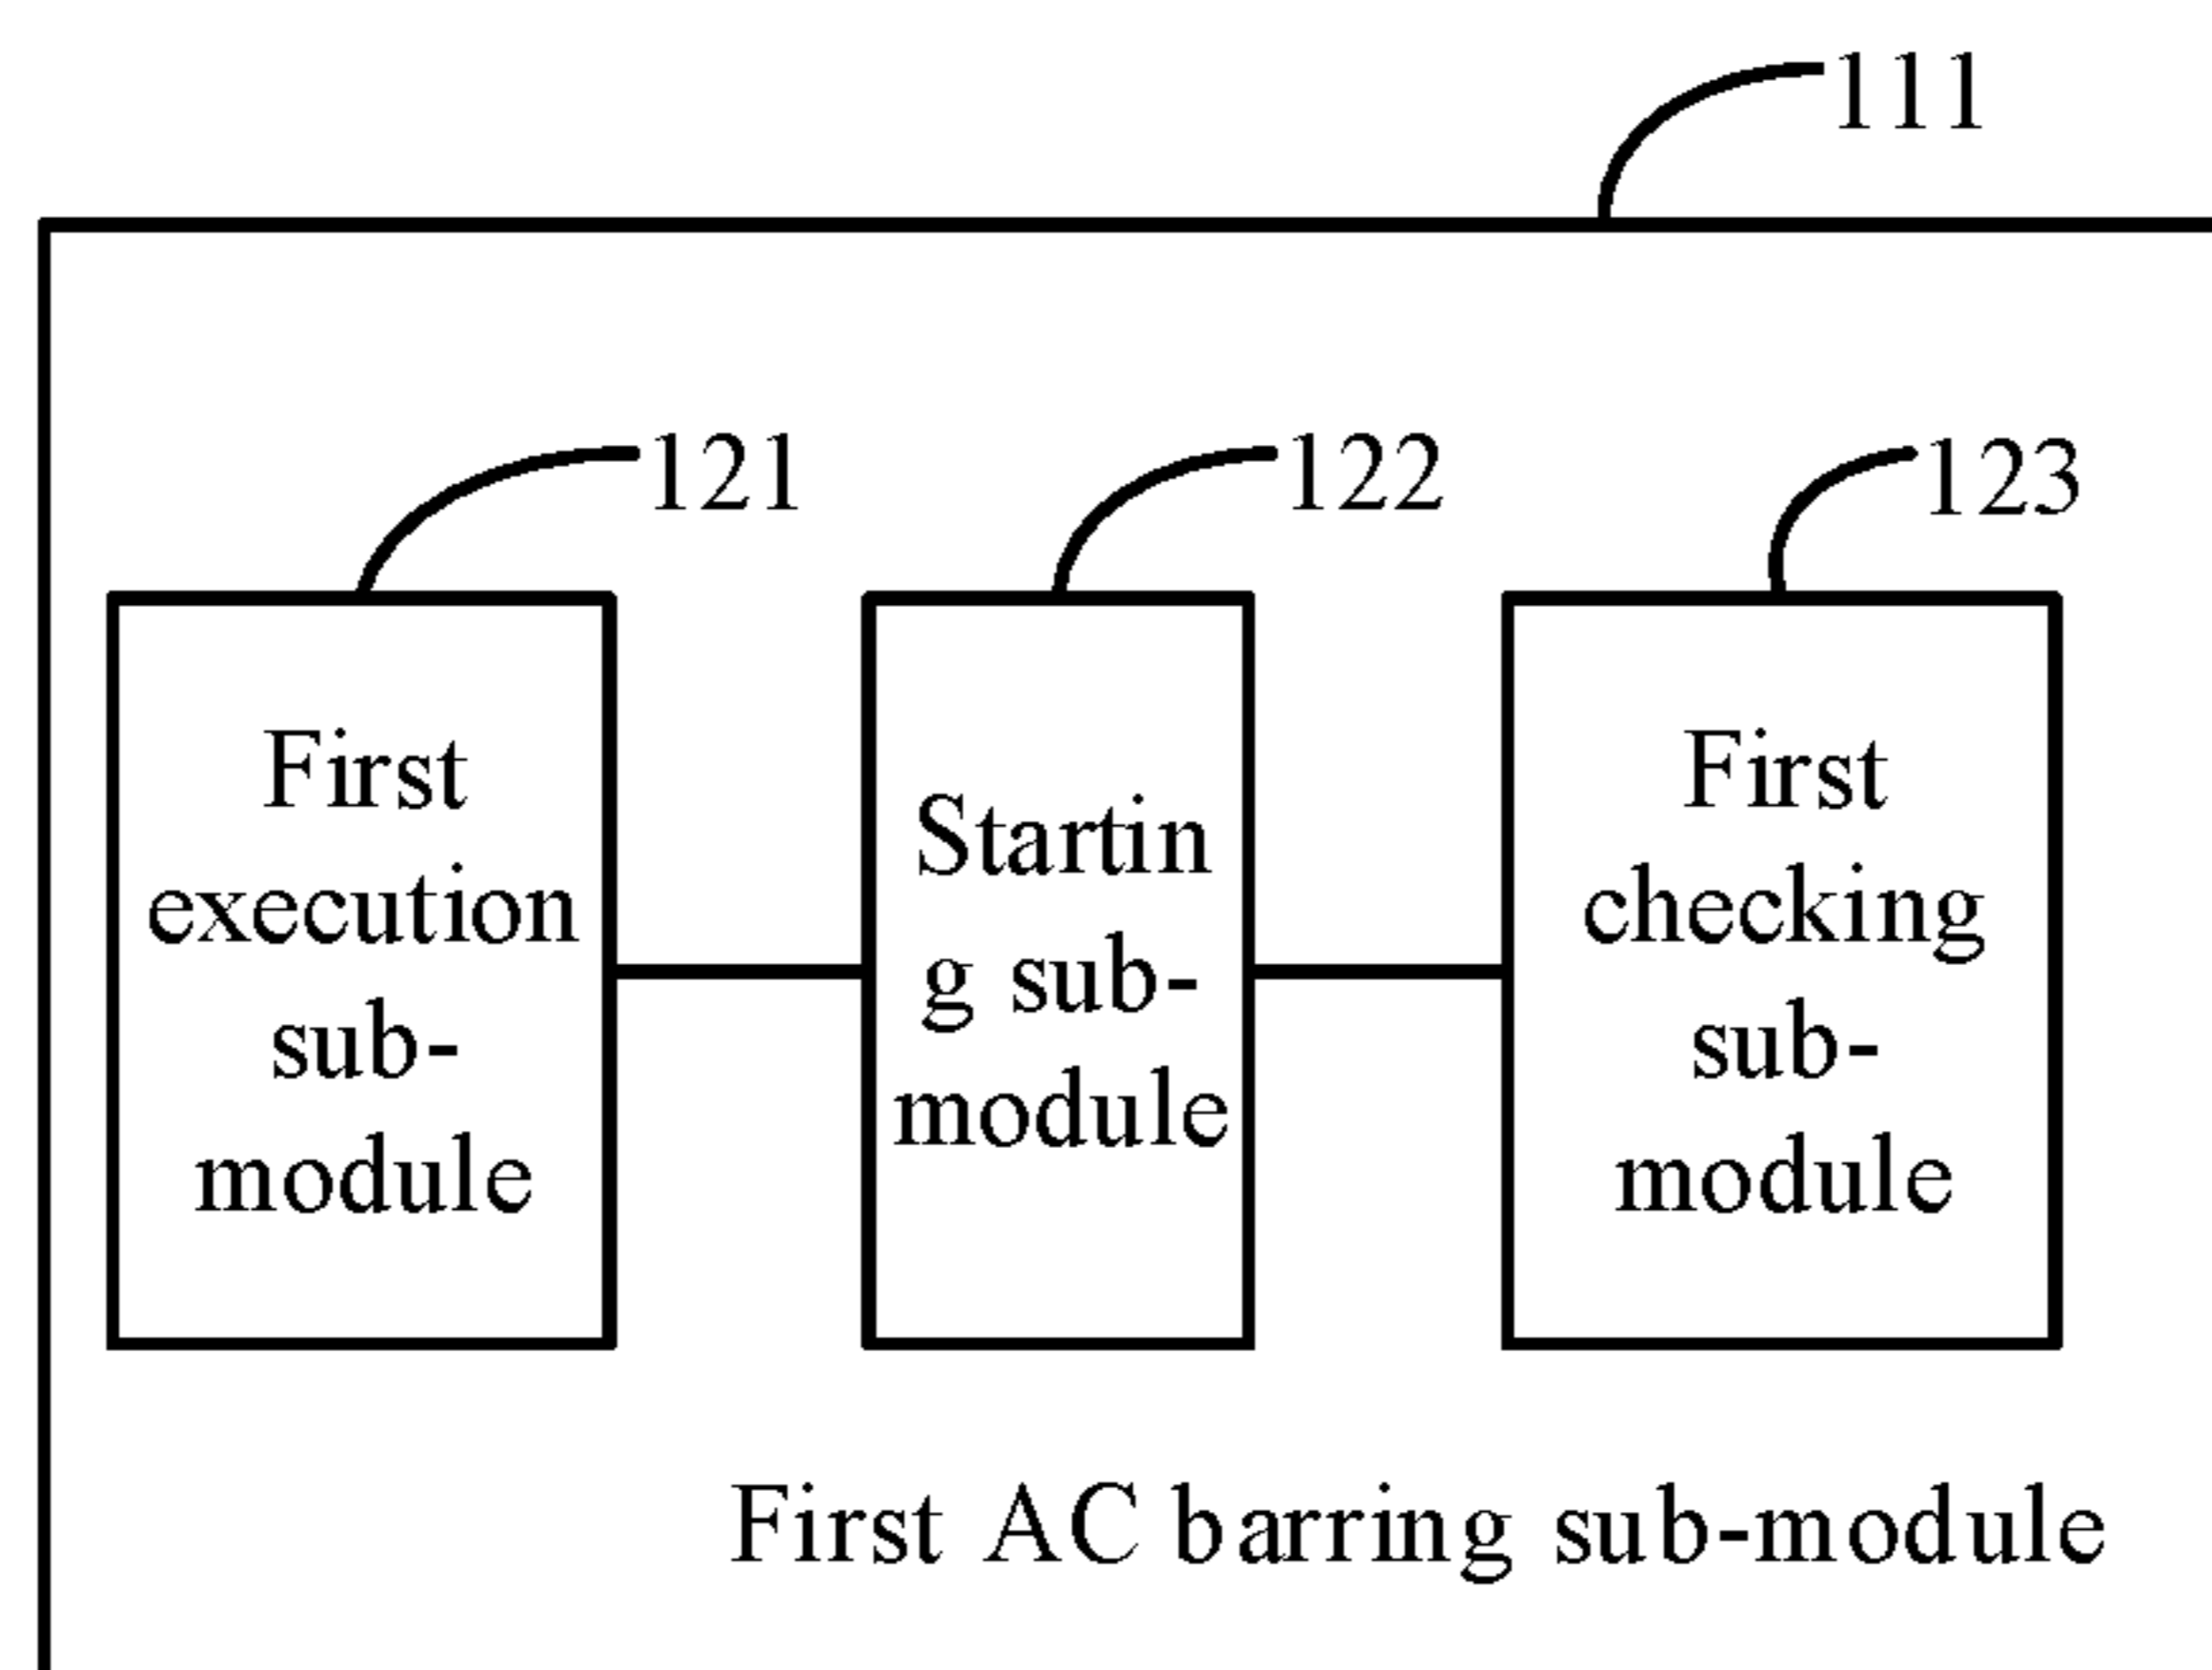 111
121
122
123
First
execution
sub-
module
Startin
g sub-
module
First
checking
sub-
module
First AC barring sub-module